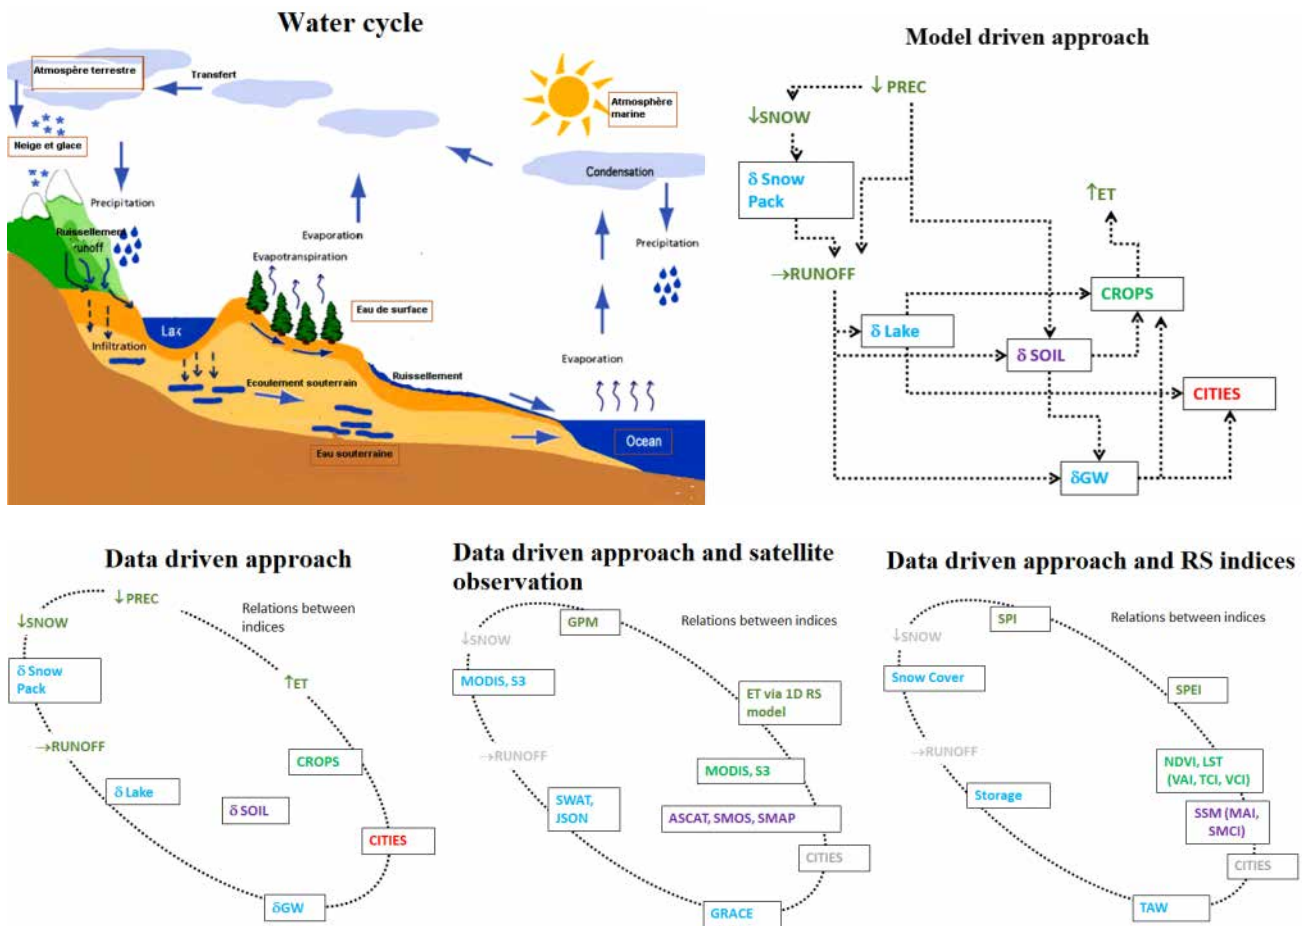 Water cycle
Atmospère terrestre
Transfert
Atmosphère
marine
Neige et glace
Condensation
Precipitation
Ruissellement
runoff
Evaporation
Precipitation
Evapotranspiration
Eau de surface
Lak
Infiltration
Evaporation
Ecoulement souterrain
Ruissellement
Eau souterraine
Ocean
Model driven approach
↓PREC
↓SNOW
δ Snow
Pack
↑ET
→RUNOFF
CROPS
δ Lake
δ SOIL
CITIES
δGW
Data driven approach
↓PREC
Relations between
indices
↓SNOW
δ Snow
Pack
↑ET
→RUNOFF
CROPS
δ Lake
δ SOIL
CITIES
δGW
Data driven approach and satellite
observation
GPM
Relations between indices
↓SNOW
MODIS, S3
ET via 1D RS
model
→RUNOFF
MODIS, S3
SWAT,
JSON
ASCAT, SMOS, SMAP
CITIES
GRACE
Data driven approach and RS indices
SPI
Relations between indices
↓SNOW
Snow Cover
SPEI
→RUNOFF
NDVI, LST
(VAI, TCI, VCI)
Storage
SSM (MAI,
SMCI)
CITIES
TAW